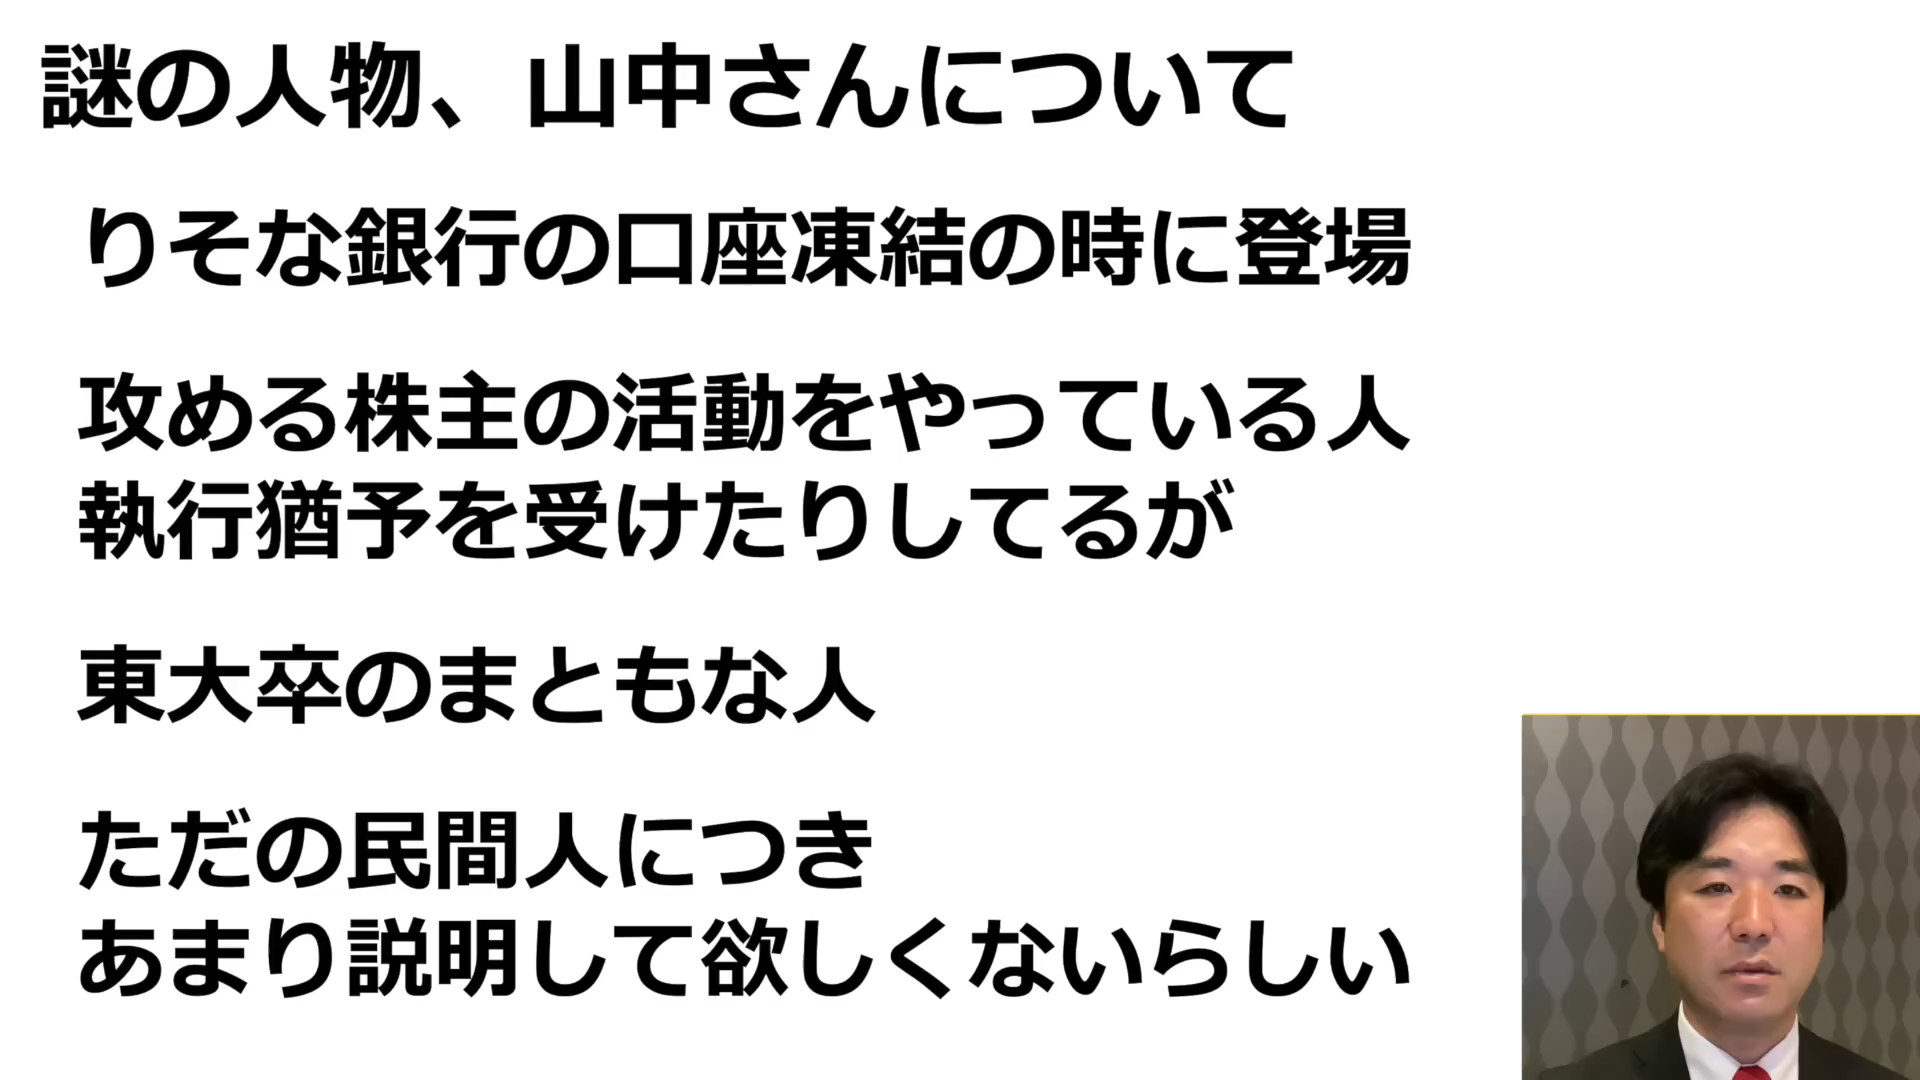 謎の人物、山中さんについて
りそな銀行の口座凍結の時に登場
攻める株主の活動をやっている人
執行猶予を受けたりしてるが
東大卒のまともな人
ただの民間人につき
あまり説明して欲しくないらしい